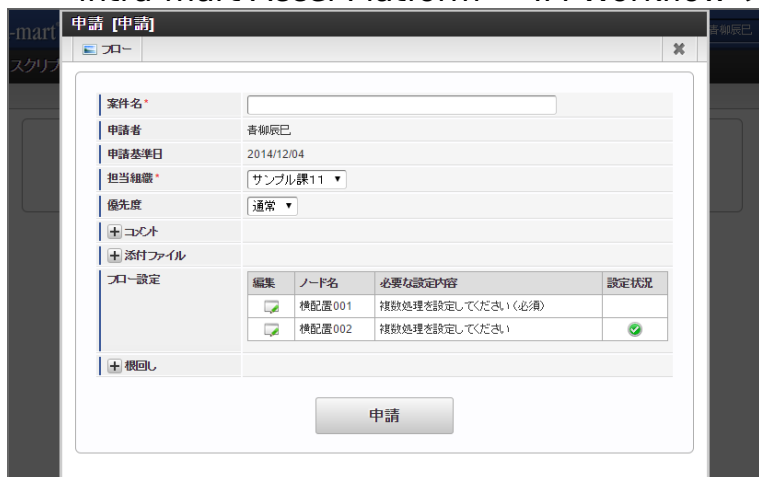 申請 [申請]
-mart
青柳辰巳
フロー
スクリプ
案件名*
申請者 青柳辰巳
申請基準日 2014/12/04
担当組織* サンプル課11
優先度 通常
コメント
添付ファイル
フロー設定
編集 ノード名 必要な設定内容 設定状況
横配置001 複数処理を設定してください(必須)
横配置002 複数処理を設定してください
根回し
申請